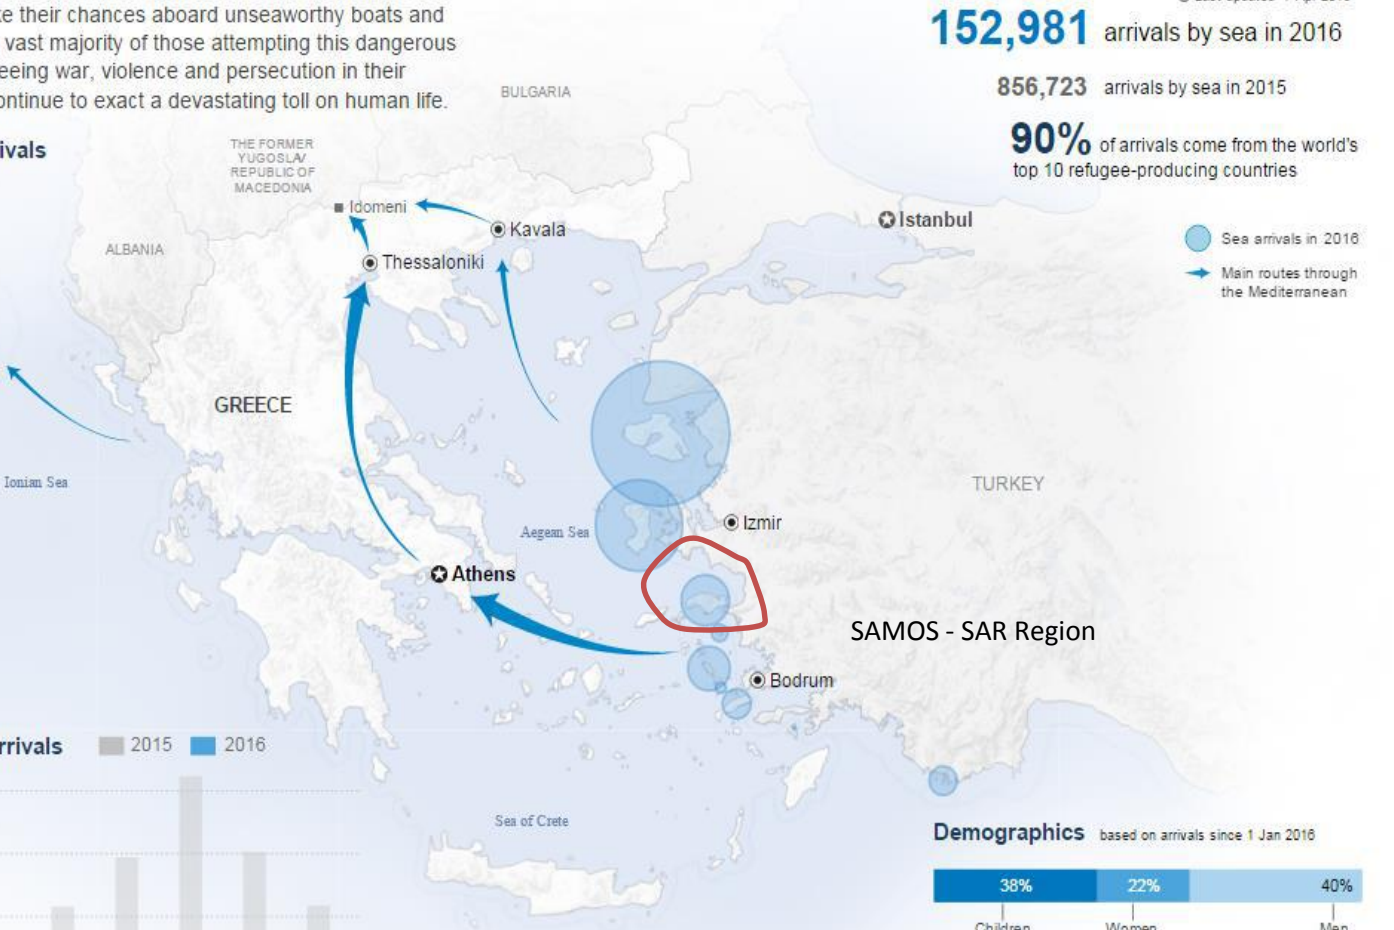 ke their chances aboard unseaworthy boats and
vast majority of those attempting this dangerous
eeing war, violence and persecution in their
ontinue to exact a devastating toll on human life.
ivals
152,981 arrivals by sea in 2016
856,723 arrivals by sea in 2015
90% of arrivals come from the world's
top 10 refugee-producing countries
Sea arrivals in 2016
Main routes through
the Mediterranean
BULGARIA
THE FORMER
YUGOSLAV
REPUBLIC OF
MACEDONIA
Idomeni
Kavala
Istanbul
ALBANIA
Thessaloniki
GREECE
Ionian Sea
TURKEY
Aegean Sea
Izmir
Athens
SAMOS - SAR Region
Bodrum
rrivals 2015 2016
Sea of Crete
Demographics based on arrivals since 1 Jan 2016
38% 22% 40%
Children Women Men